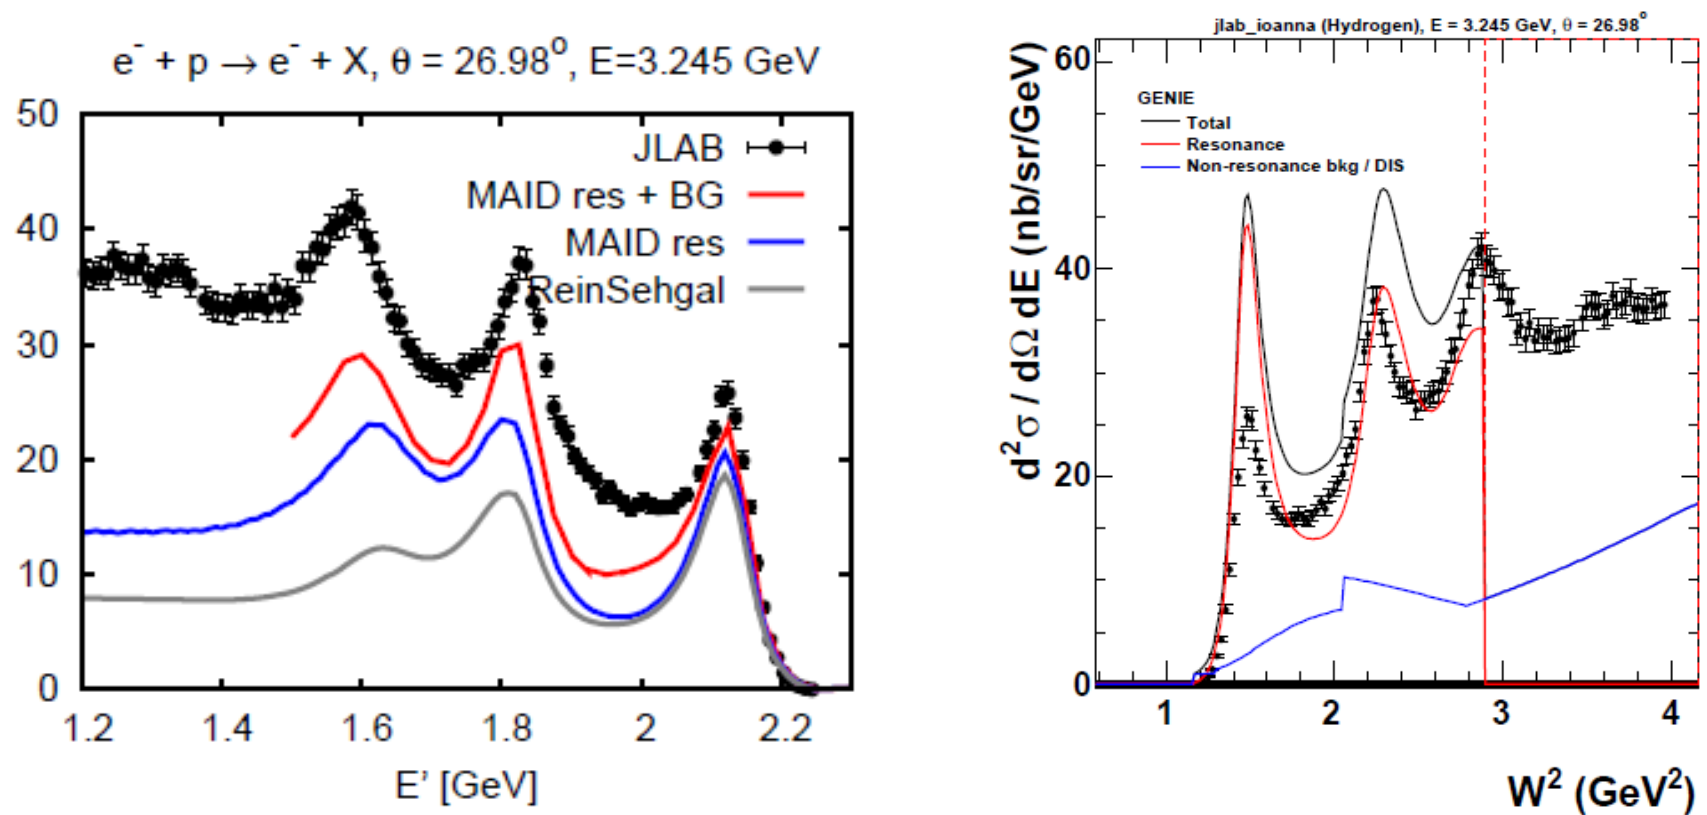 e⁻ + p → e⁻ + X, θ = 26.98°, E=3.245 GeV
50
40
30
20
10
0
JLAB
MAID res + BG
MAID res
ReinSehgal
1.2 1.4 1.6 1.8 2 2.2
E' [GeV]
jlab_ioanna (Hydrogen), E = 3.245 GeV, θ = 26.98°
d²σ / dΩ dE (nb/sr/GeV)
60
40
20
0
GENIE
Total
Resonance
Non-resonance bkg / DIS
1 2 3 4
W² (GeV²)